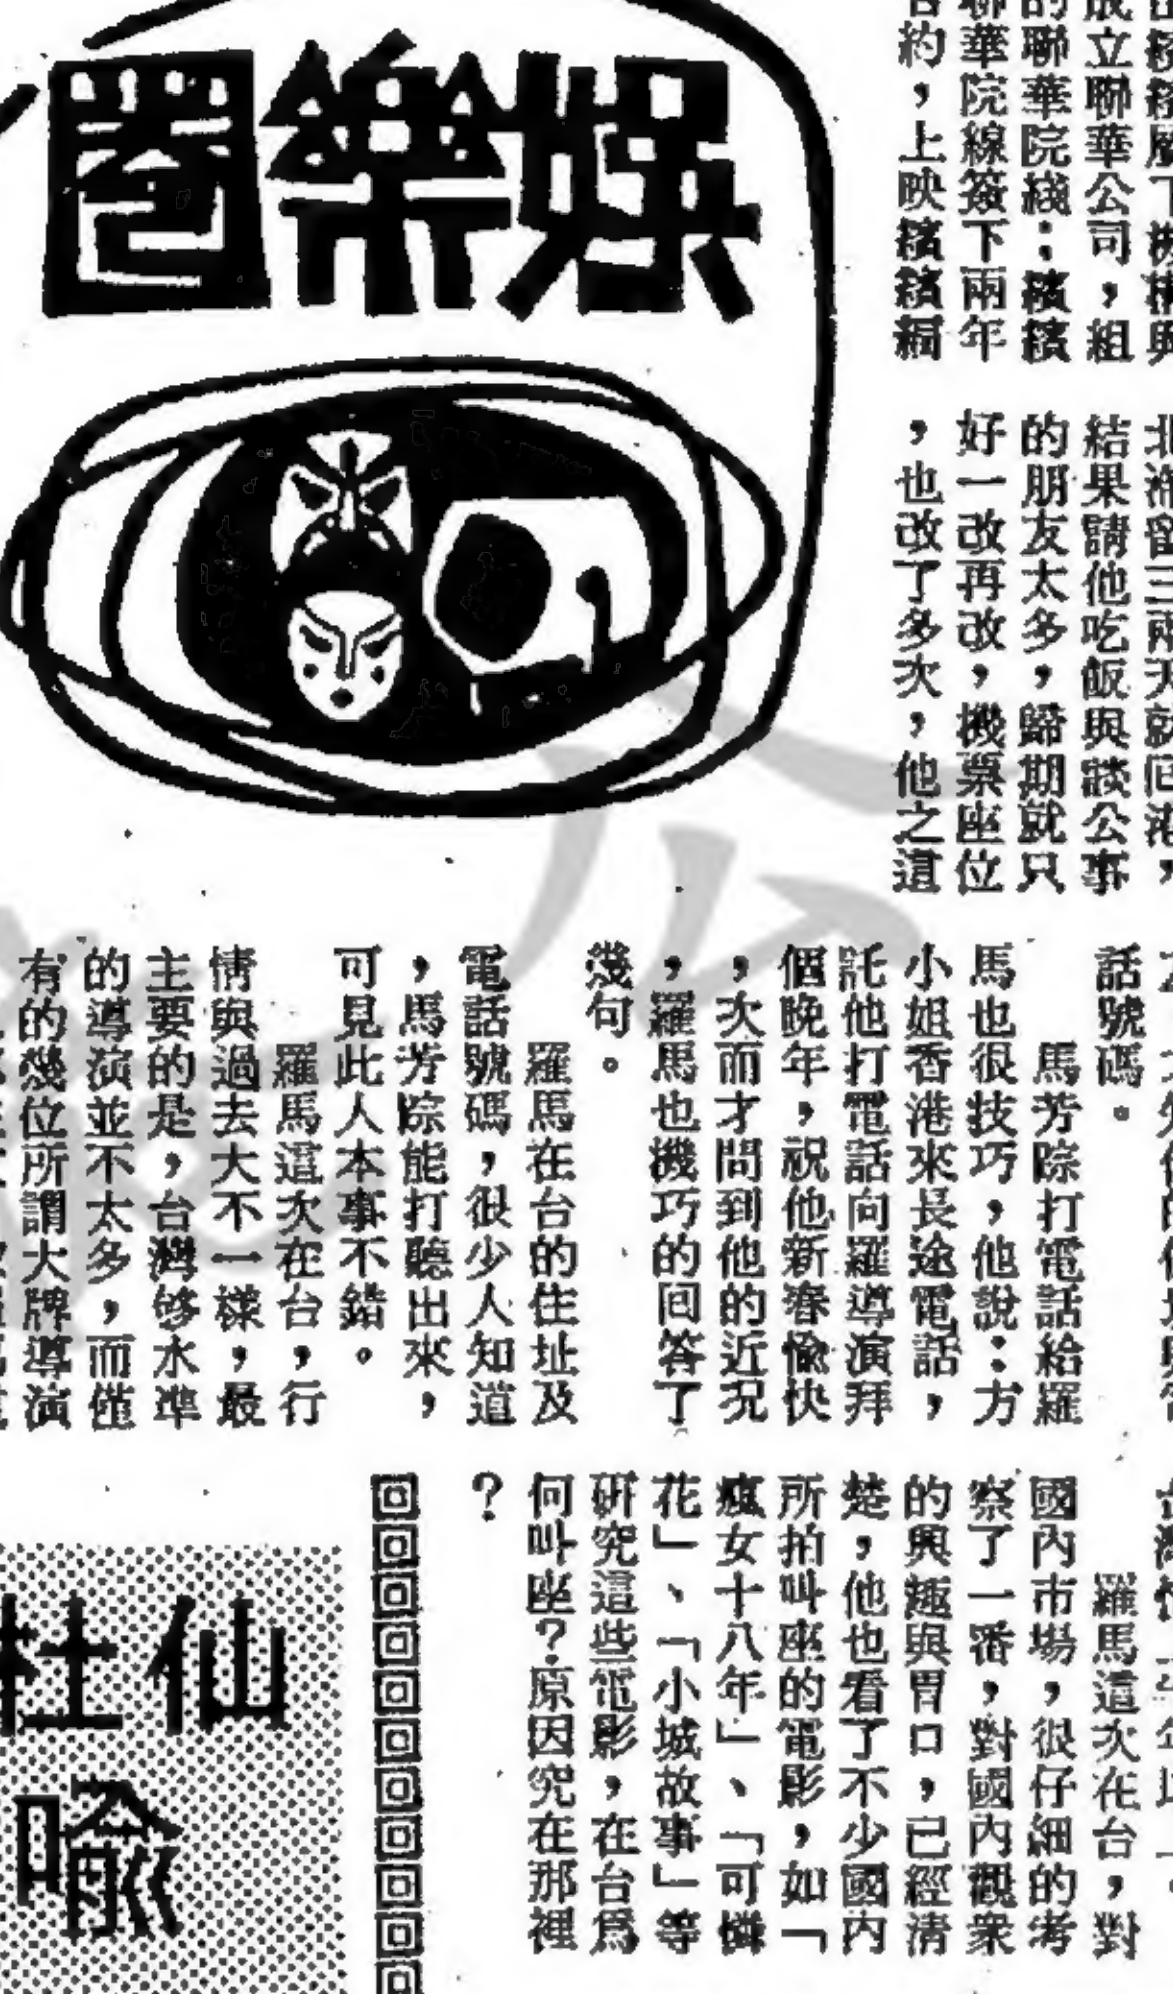 娛樂圈
成立聯華公司，組
的聯華院綫；繽繽
聯華院線簽下兩年
約，上映繽繽
北 留三兩天就回港，
結果請他吃飯與談公事
的朋友太多，歸期就只
好一改再改，機票座位
，也改了多次，他之這
話號碼。
馬芳踪打電話給羅
馬也很技巧，他說：方
小姐香港來長途電話，
託他打電話向羅導演拜
個晚年，祝他新春愉快
，次而才問到他的近況
，羅馬也機巧的回答了
幾句。
羅馬在台的住址及
電話號碼，很少人知道
，馬芳踪能打聽出來，
可見此人本事不錯。
羅馬這次在台，行
情與過去大不一樣，最
主要的是，台灣够水準
的導演並不太多，而僅
有的幾位所謂大牌導演
羅馬這次在台，對
國內市場，很仔細的考
察了一番，對國內觀衆
的興趣與胃口，已經清
楚，他也看了不少國內
所拍叫座的電影，如「
瘋女十八年」、「可憐
花」、「小城故事」等
研究這些電影，在台爲
何叫座？原因究在那裡
？
仙杜
喩